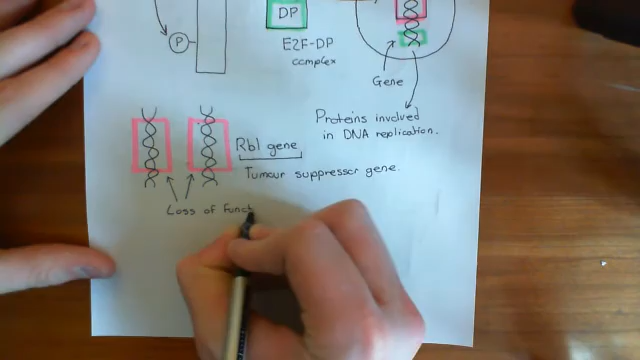 DP
P
E2F-DP
complex
Gene
Proteins involved
in DNA replication.
Rb1 gene
Tumour suppressor gene.
Loss of funct